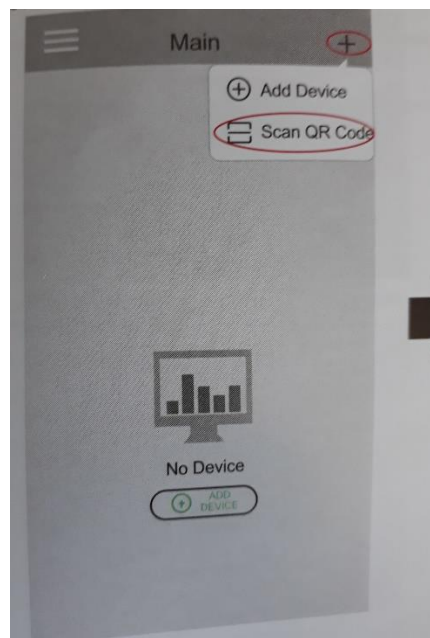 Main
Add Device
Scan QR Code
No Device
ADD
DEVICE